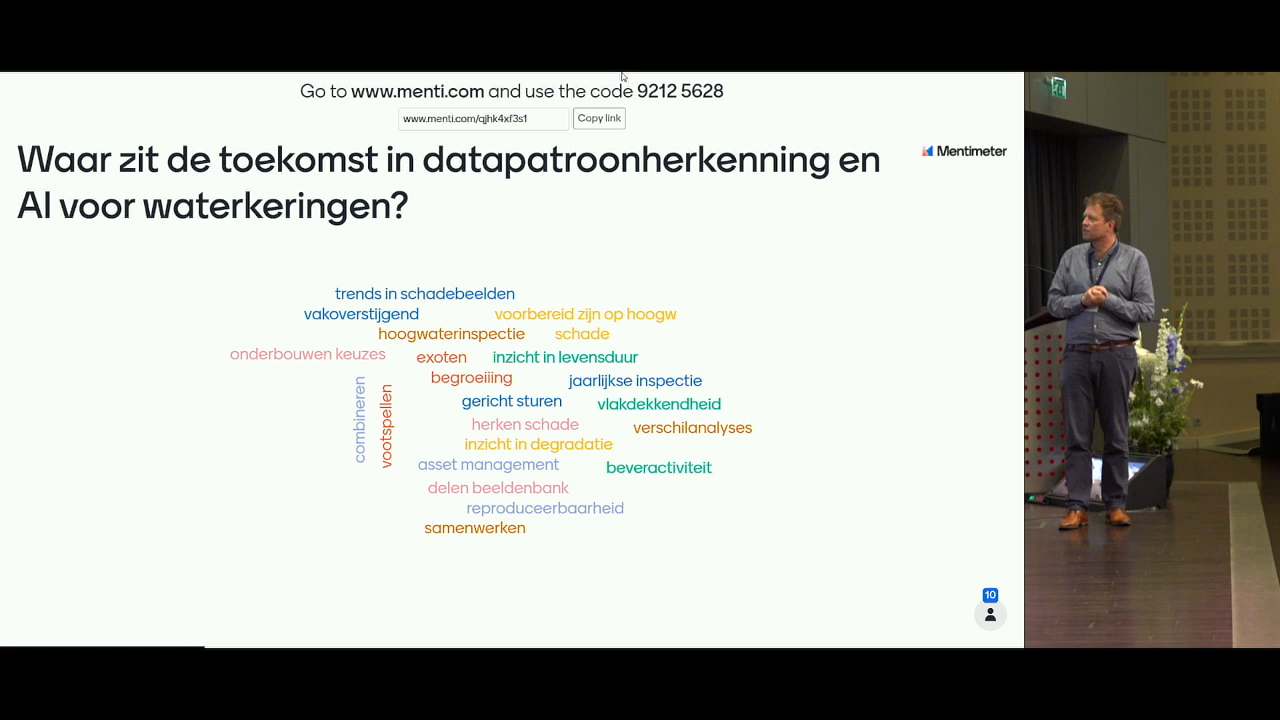 Go to www.menti.com and use the code 9212 5628
www.menti.com/qjhk4xf3s1
Copy link
Waar zit de toekomst in datapatroonherkenning en
AI voor waterkeringen?
Mentimeter
trends in schadebeelden
vakoverstijgend
voorbereid zijn op hoogw
hoogwaterinspectie
schade
onderbouwen keuzes
exoten
inzicht in levensduur
begroeiiing
jaarlijkse inspectie
combineren
vootspellen
gericht sturen
vlakdekkendheid
herken schade
verschilanalyses
inzicht in degradatie
asset management
beveractiviteit
delen beeldenbank
reproduceerbaarheid
samenwerken
10